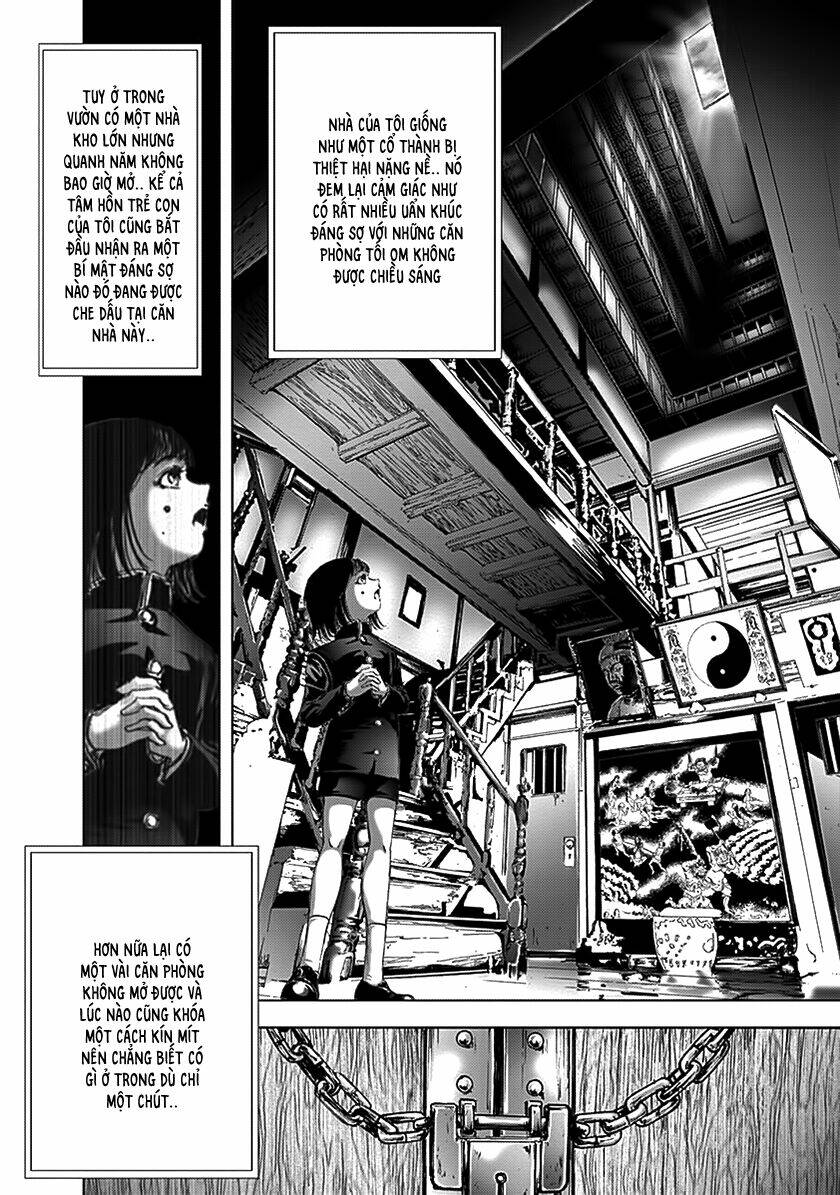 NHÀ CỦA TÔI GIỐNG
NHƯ MỘT CỔ THÀNH BỊ
THIỆT HẠI NẶNG NỀ.. NÓ
ĐEM LẠI CẢM GIÁC NHƯ
CÓ RẤT NHIỀU UẨN KHÚC
ĐÁNG SỢ VỚI NHỮNG CĂN
PHÒNG TỐI OM KHÔNG
ĐƯỢC CHIẾU SÁNG
TUY Ở TRONG
VƯỜN CÓ MỘT NHÀ
KHO LỚN NHƯNG
QUANH NĂM KHÔNG
BAO GIỜ MỞ.. KỂ CẢ
TÂM HỒN TRẺ CON
CỦA TÔI CŨNG BẮT
ĐẦU NHẬN RA MỘT
BÍ MẬT ĐÁNG SỢ
NÀO ĐÓ ĐANG ĐƯỢC
CHE DẤU TẠI CĂN
NHÀ NÀY..
HƠN NỮA LẠI CÓ
MỘT VÀI CĂN PHÒNG
KHÔNG MỞ ĐƯỢC VÀ
LÚC NÀO CŨNG KHÓA
MỘT CÁCH KÍN MÍT
NÊN CHẲNG BIẾT CÓ
GÌ Ở TRONG DÙ CHỈ
MỘT CHÚT..